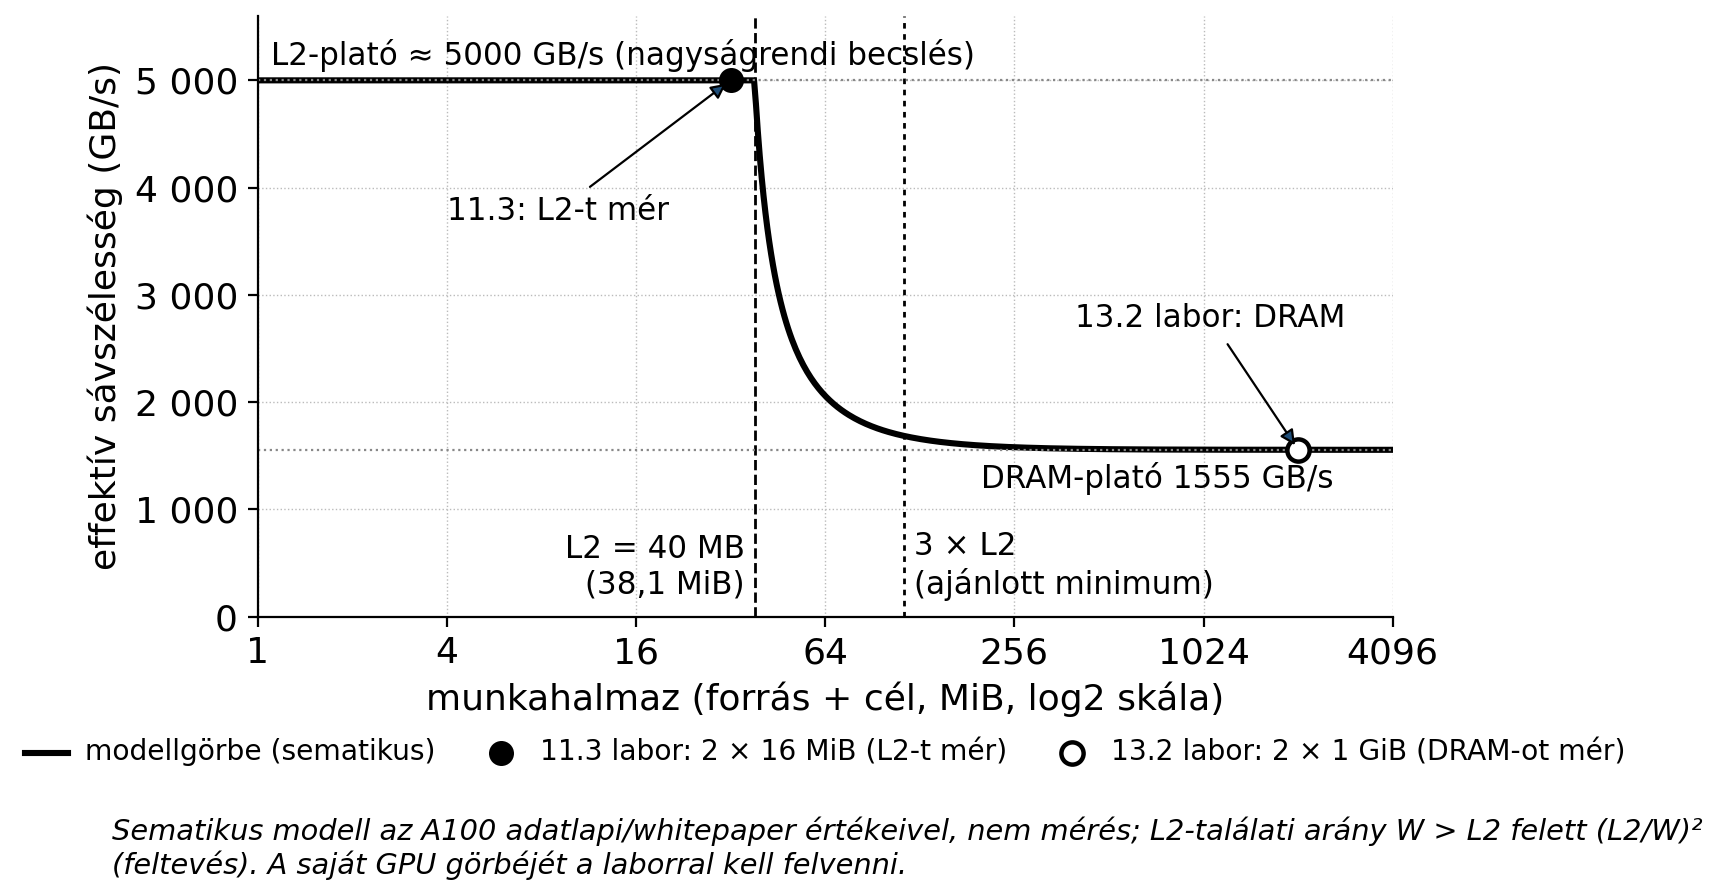 L2-plató ≈ 5000 GB/s (nagyságrendi becslés)
effektív sávszélesség (GB/s)
5 000
4 000
3 000
2 000
1 000
0
11.3: L2-t mér
13.2 labor: DRAM
DRAM-plató 1555 GB/s
L2 = 40 MB
(38,1 MiB)
3 × L2
(ajánlott minimum)
1 4 16 64 256 1024 4096
munkahalmaz (forrás + cél, MiB, log2 skála)
modellgörbe (sematikus) 11.3 labor: 2 × 16 MiB (L2-t mér) 13.2 labor: 2 × 1 GiB (DRAM-ot mér)
Sematikus modell az A100 adatlapi/whitepaper értékeivel, nem mérés; L2-találati arány W > L2 felett (L2/W)²
(feltevés). A saját GPU görbéjét a laborral kell felvenni.